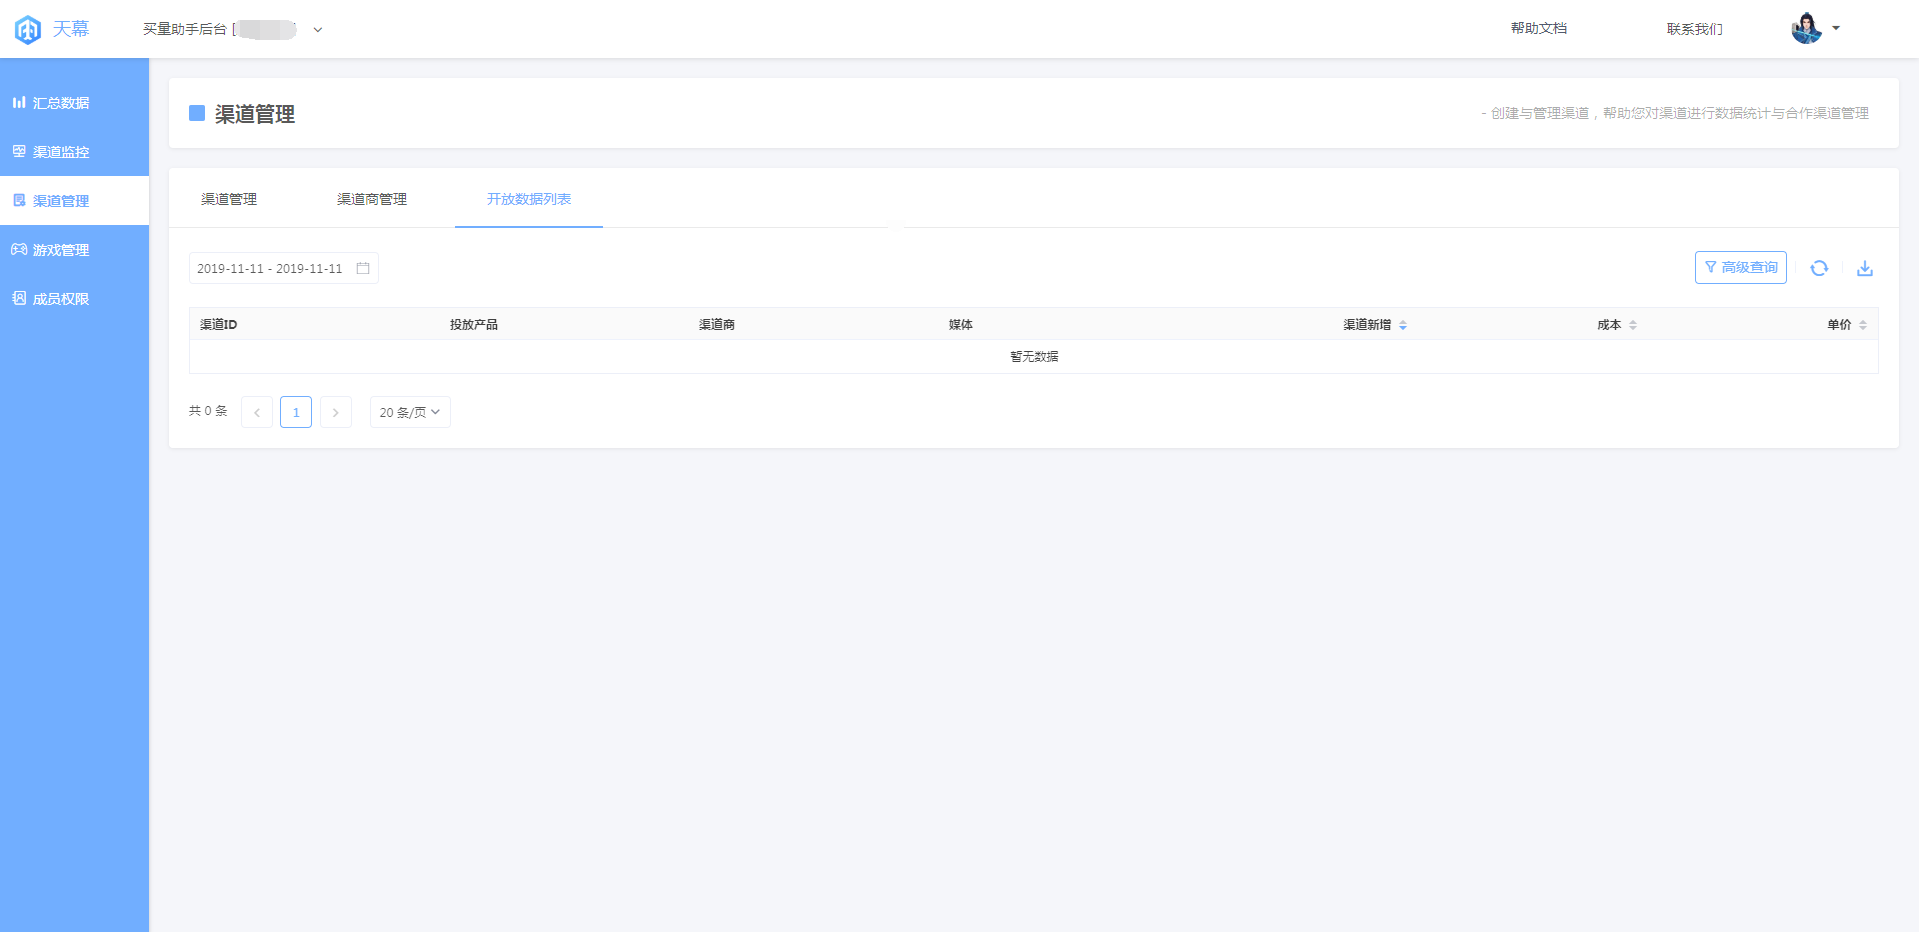 天幕
买量助手后台 [
帮助文档
联系我们
汇总数据
渠道监控
渠道管理
游戏管理
成员权限
渠道管理
- 创建与管理渠道，帮助您对渠道进行数据统计与合作渠道管理
渠道管理 渠道商管理 开放数据列表
2019-11-11 - 2019-11-11
高级查询
渠道ID 投放产品 渠道商 媒体 渠道新增 成本 单价
暂无数据
共 0 条 1 20 条/页